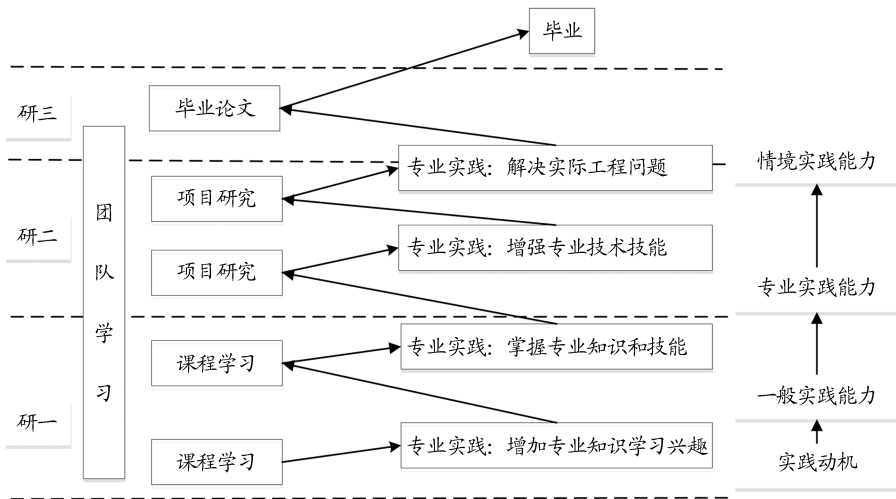 毕业
研三
毕业论文
专业实践：解决实际工程问题
情境实践能力
项目研究
研二
团队学习
专业实践：增强专业技术技能
项目研究
专业实践能力
专业实践：掌握专业知识和技能
课程学习
一般实践能力
研一
专业实践：增加专业知识学习兴趣
课程学习
实践动机